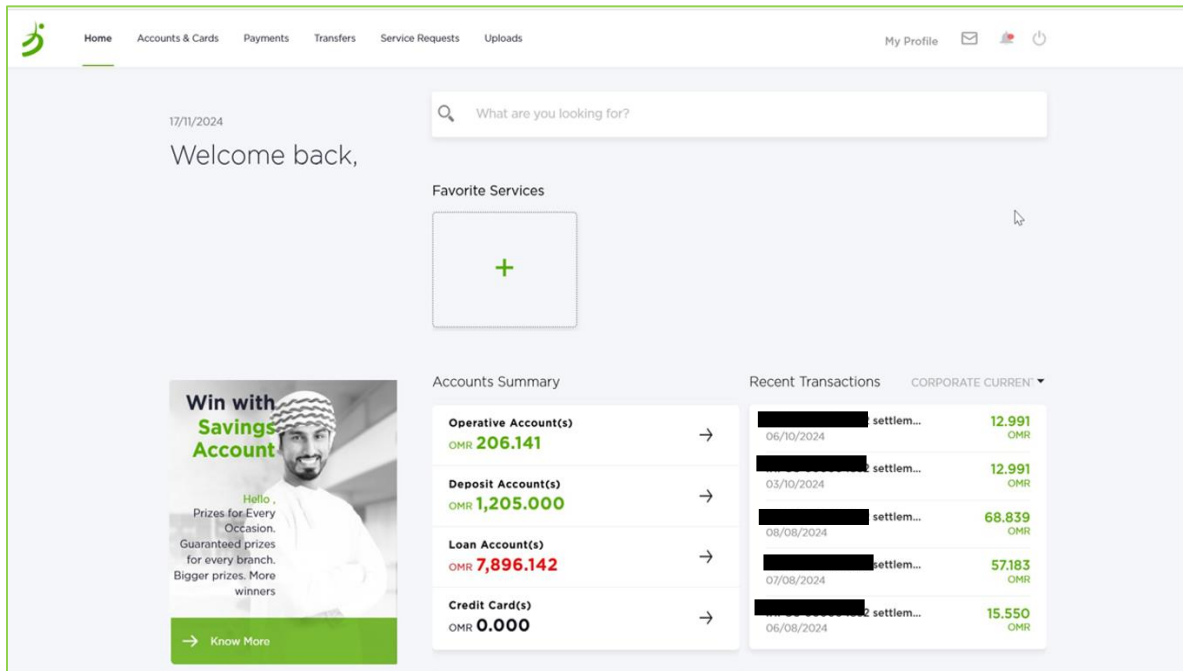 Home Accounts & Cards Payments Transfers Service Requests Uploads My Profile
What are you looking for?
17/11/2024
Welcome back,
Favorite Services
+
Win with
Savings
Account
Hello ,
Prizes for Every
Occasion.
Guaranteed prizes
for every branch.
Bigger prizes. More
winners
Know More
Accounts Summary
Operative Account(s)
OMR 206.141
Deposit Account(s)
OMR 1,205.000
Loan Account(s)
OMR 7,896.142
Credit Card(s)
OMR 0.000
Recent Transactions CORPORATE CURREN
settlem... 12.991
06/10/2024 OMR
2 settlem... 12.991
03/10/2024 OMR
settlem... 68.839
08/08/2024 OMR
settlem... 57.183
07/08/2024 OMR
2 settlem... 15.550
06/08/2024 OMR